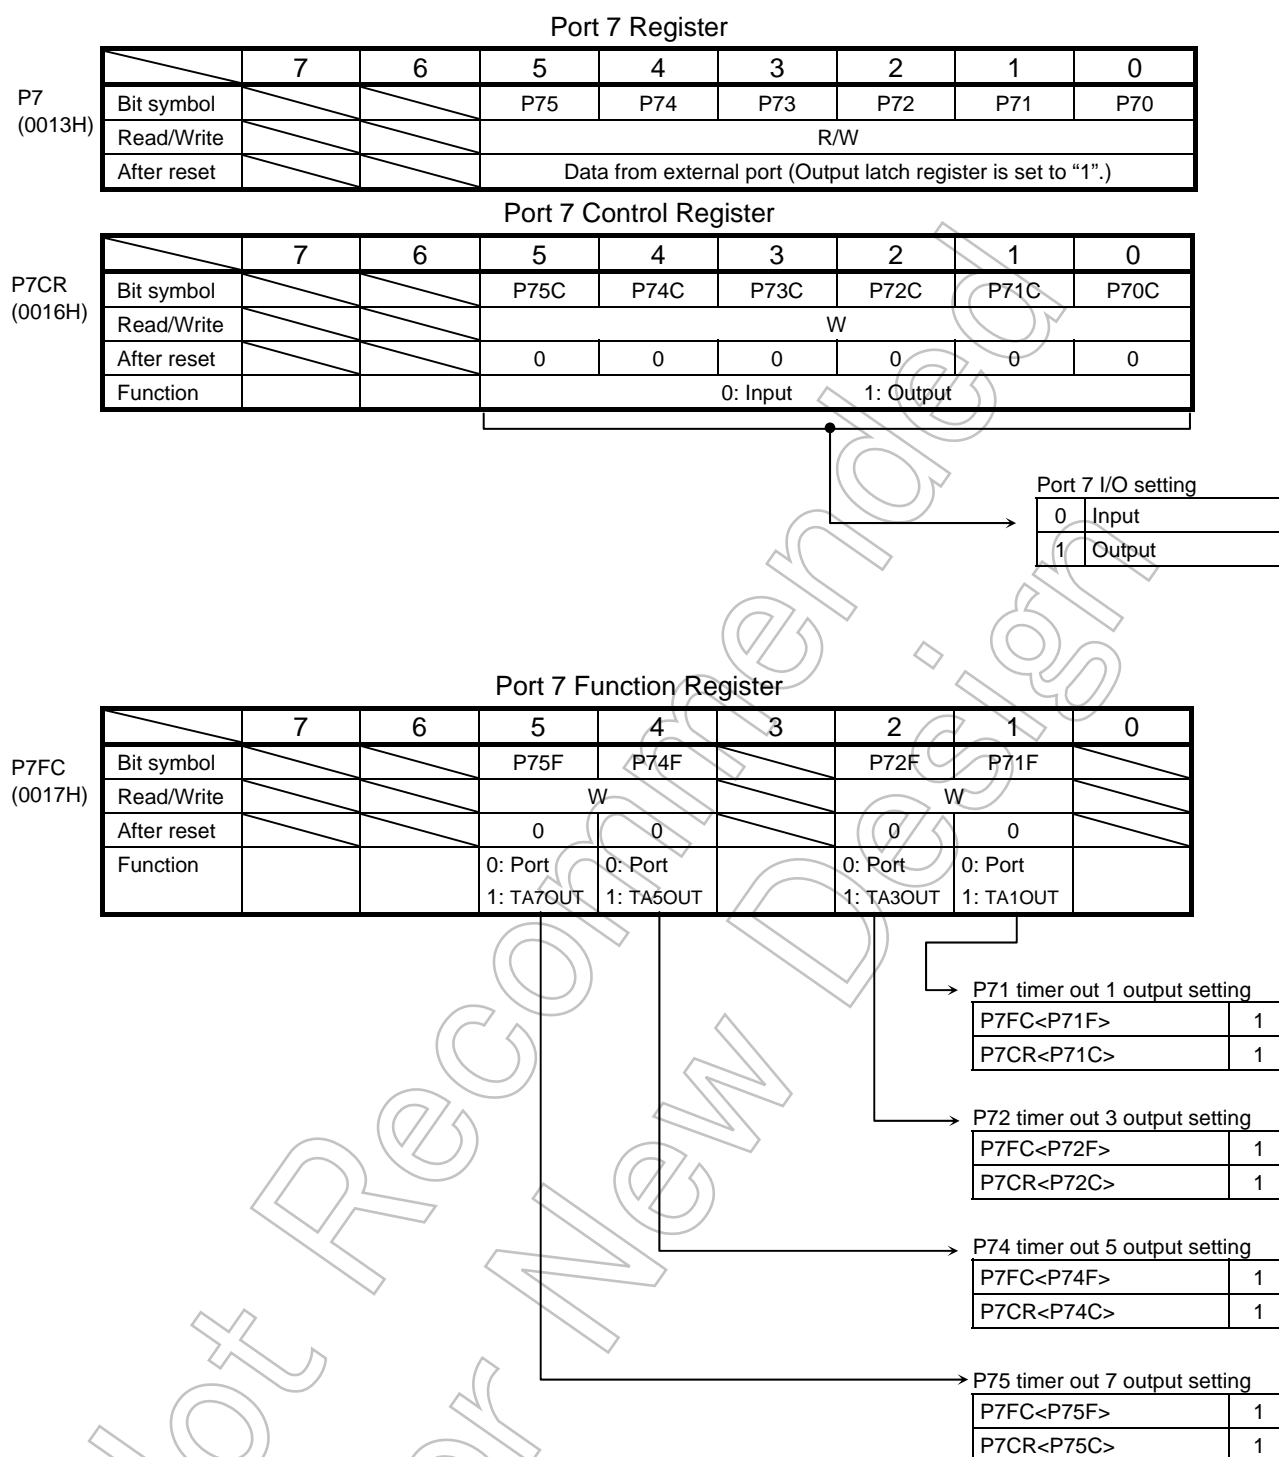 Port 7 Register
7 6 5 4 3 2 1 0
P7
(0013H)
Bit symbol P75 P74 P73 P72 P71 P70
Read/Write R/W
After reset Data from external port (Output latch register is set to “1”.)
Port 7 Control Register
7 6 5 4 3 2 1 0
P7CR
(0016H)
Bit symbol P75C P74C P73C P72C P71C P70C
Read/Write W
After reset 0 0 0 0 0 0
Function 0: Input 1: Output
Port 7 I/O setting
0 Input
1 Output
Port 7 Function Register
7 6 5 4 3 2 1 0
P7FC
(0017H)
Bit symbol P75F P74F P72F P71F
Read/Write W W
After reset 0 0 0 0
Function 0: Port 0: Port 0: Port 0: Port
1: TA7OUT 1: TA5OUT 1: TA3OUT 1: TA1OUT
P71 timer out 1 output setting
P7FC<P71F> 1
P7CR<P71C> 1
P72 timer out 3 output setting
P7FC<P72F> 1
P7CR<P72C> 1
P74 timer out 5 output setting
P7FC<P74F> 1
P7CR<P74C> 1
P75 timer out 7 output setting
P7FC<P75F> 1
P7CR<P75C> 1
Not Recommended
for New Design